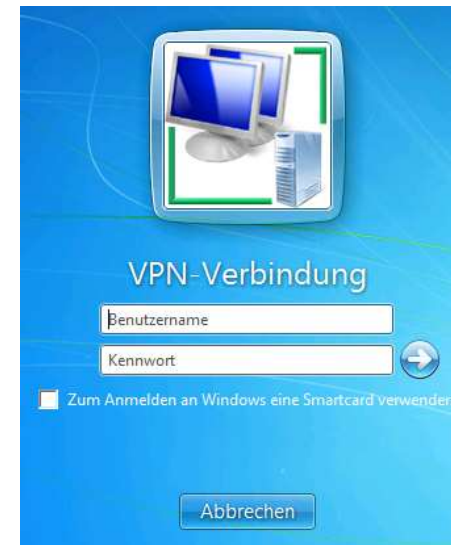 VPN-Verbindung
Benutzername
Kennwort
Zum Anmelden an Windows eine Smartcard verwenden
Abbrechen